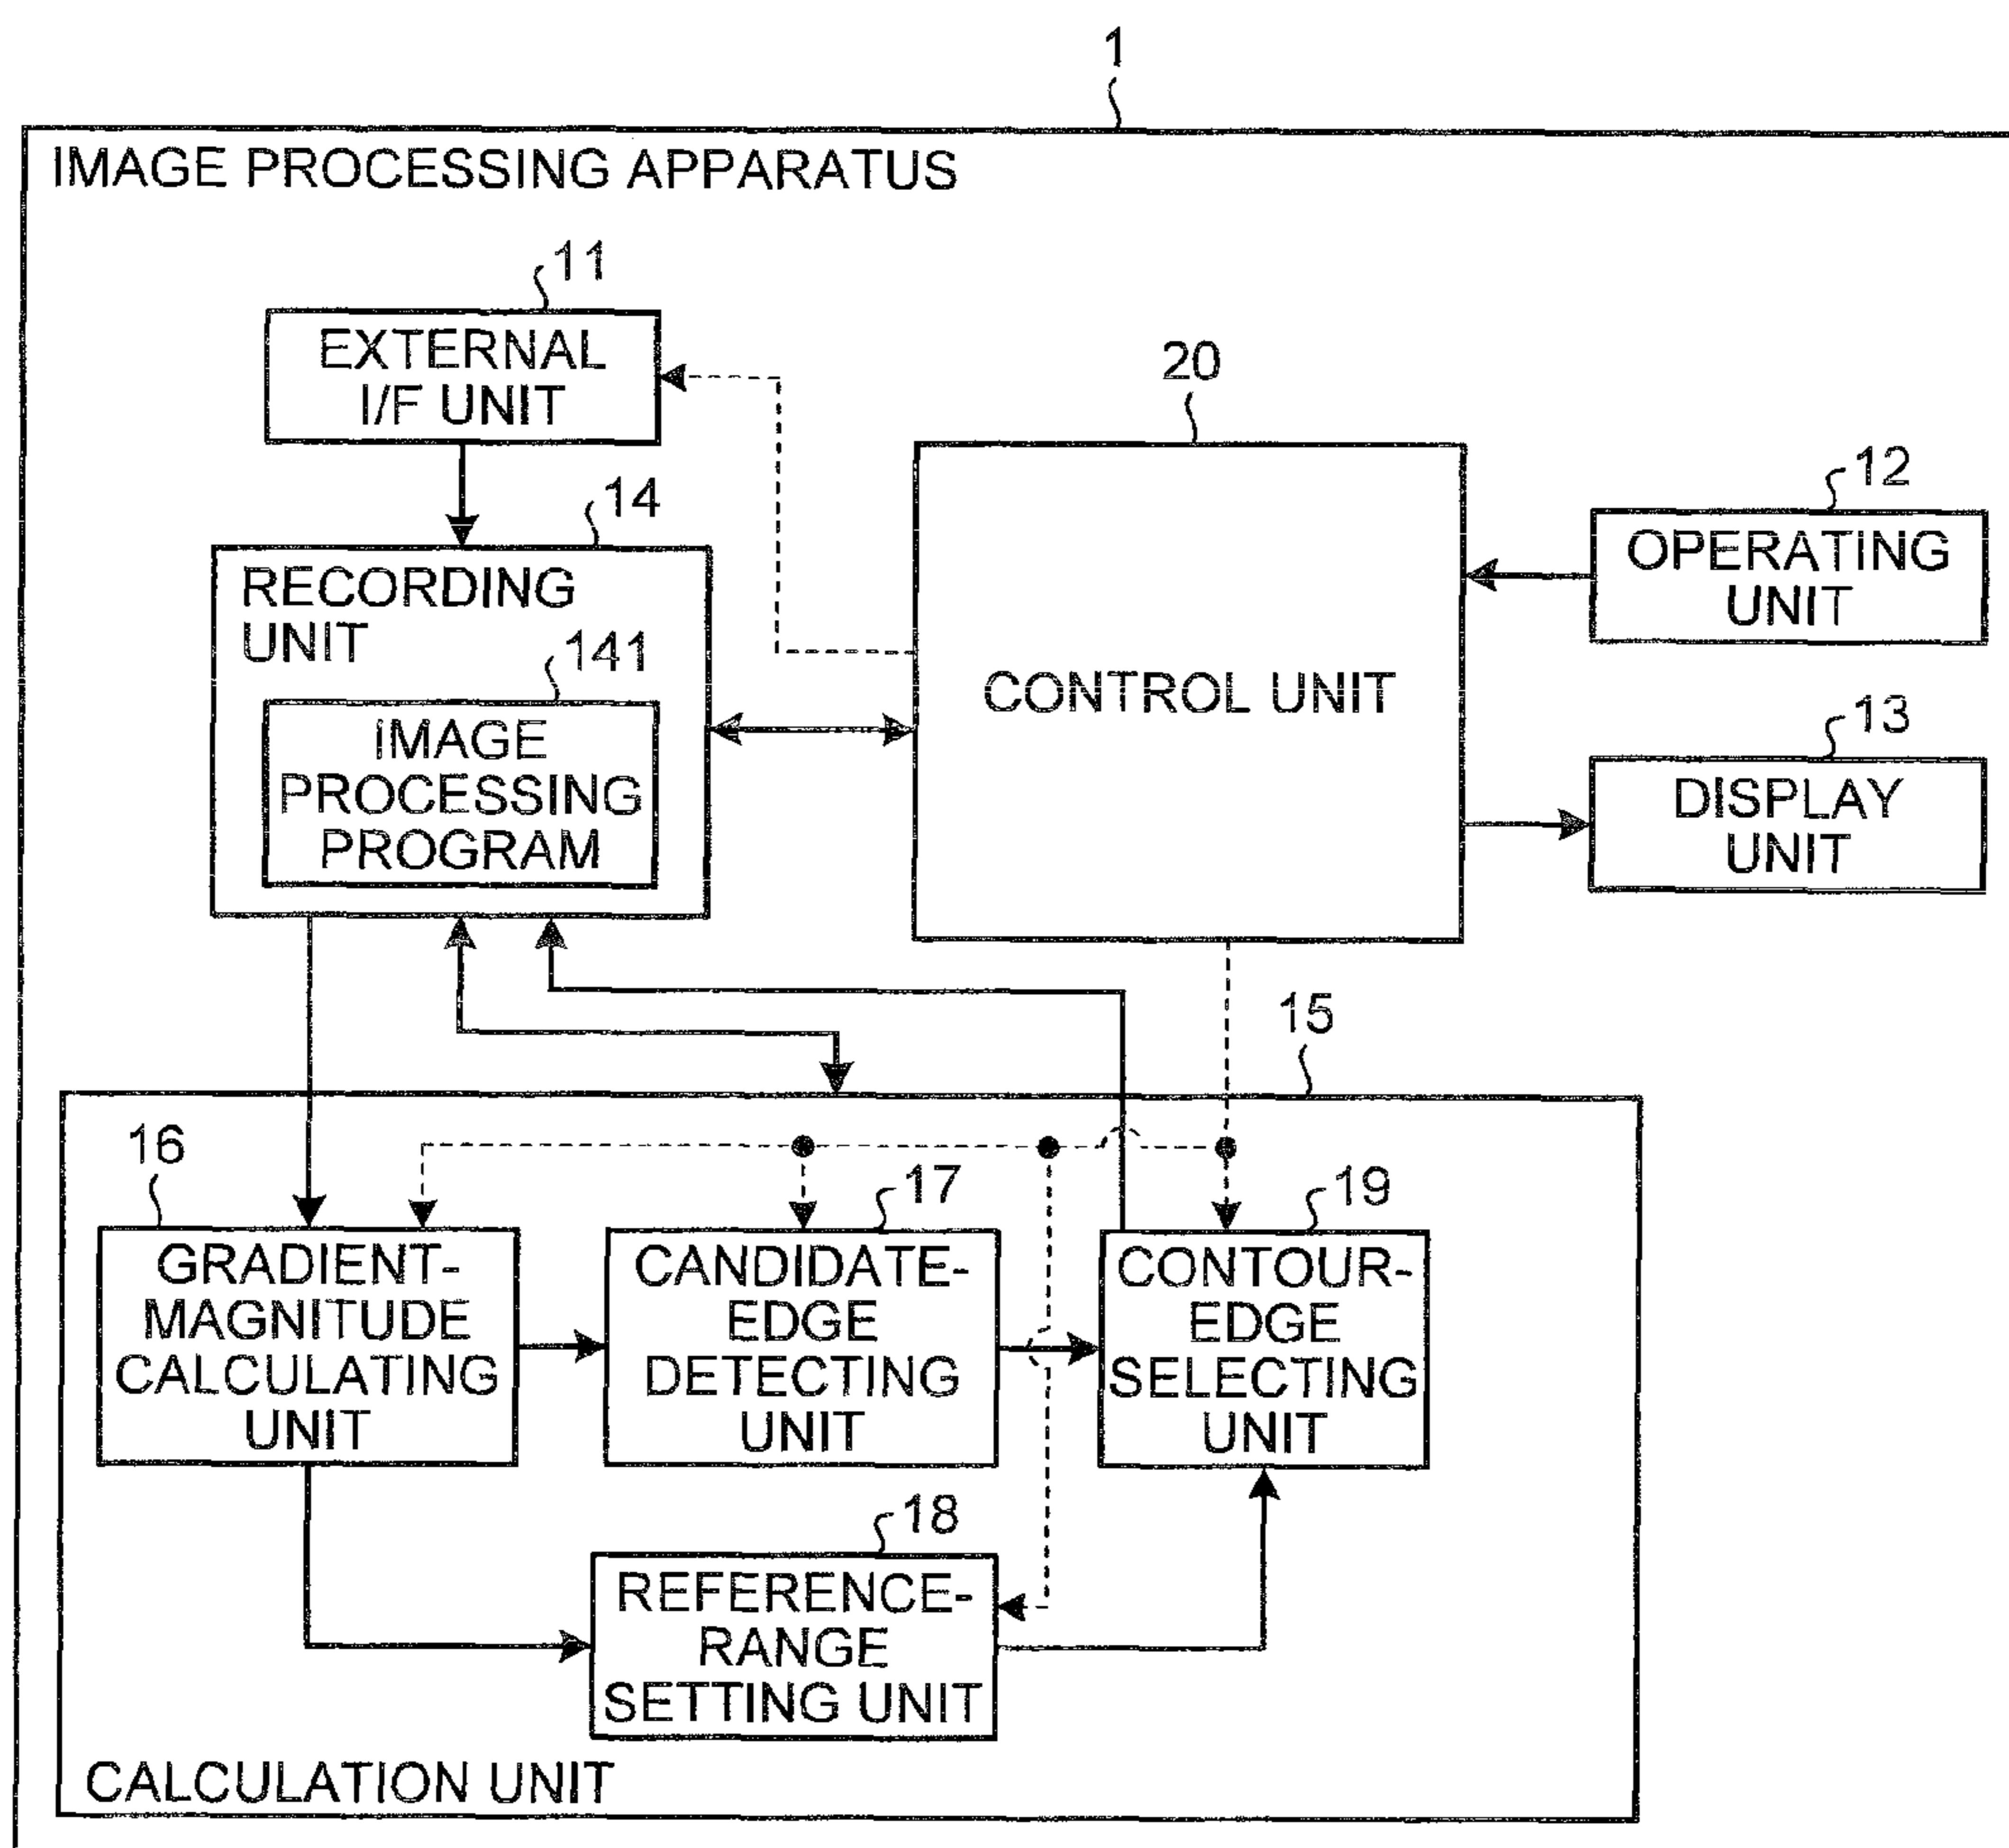 1
IMAGE PROCESSING APPARATUS
11
EXTERNAL
I/F UNIT
14
RECORDING
UNIT
141
IMAGE
PROCESSING
PROGRAM
20
CONTROL UNIT
12
OPERATING
UNIT
13
DISPLAY
UNIT
15
16
GRADIENT-
MAGNITUDE
CALCULATING
UNIT
17
CANDIDATE-
EDGE
DETECTING
UNIT
19
CONTOUR-
EDGE
SELECTING
UNIT
18
REFERENCE-
RANGE
SETTING UNIT
CALCULATION UNIT